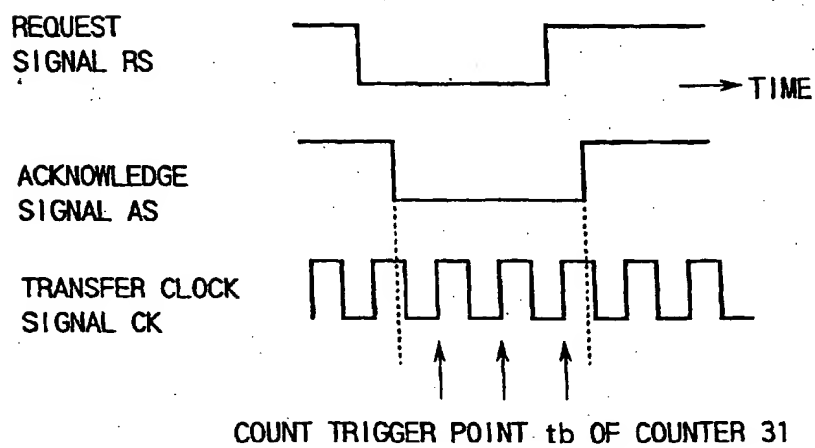 REQUEST
SIGNAL RS
TIME
ACKNOWLEDGE
SIGNAL AS
TRANSFER CLOCK
SIGNAL CK
COUNT TRIGGER POINT tb OF COUNTER 31